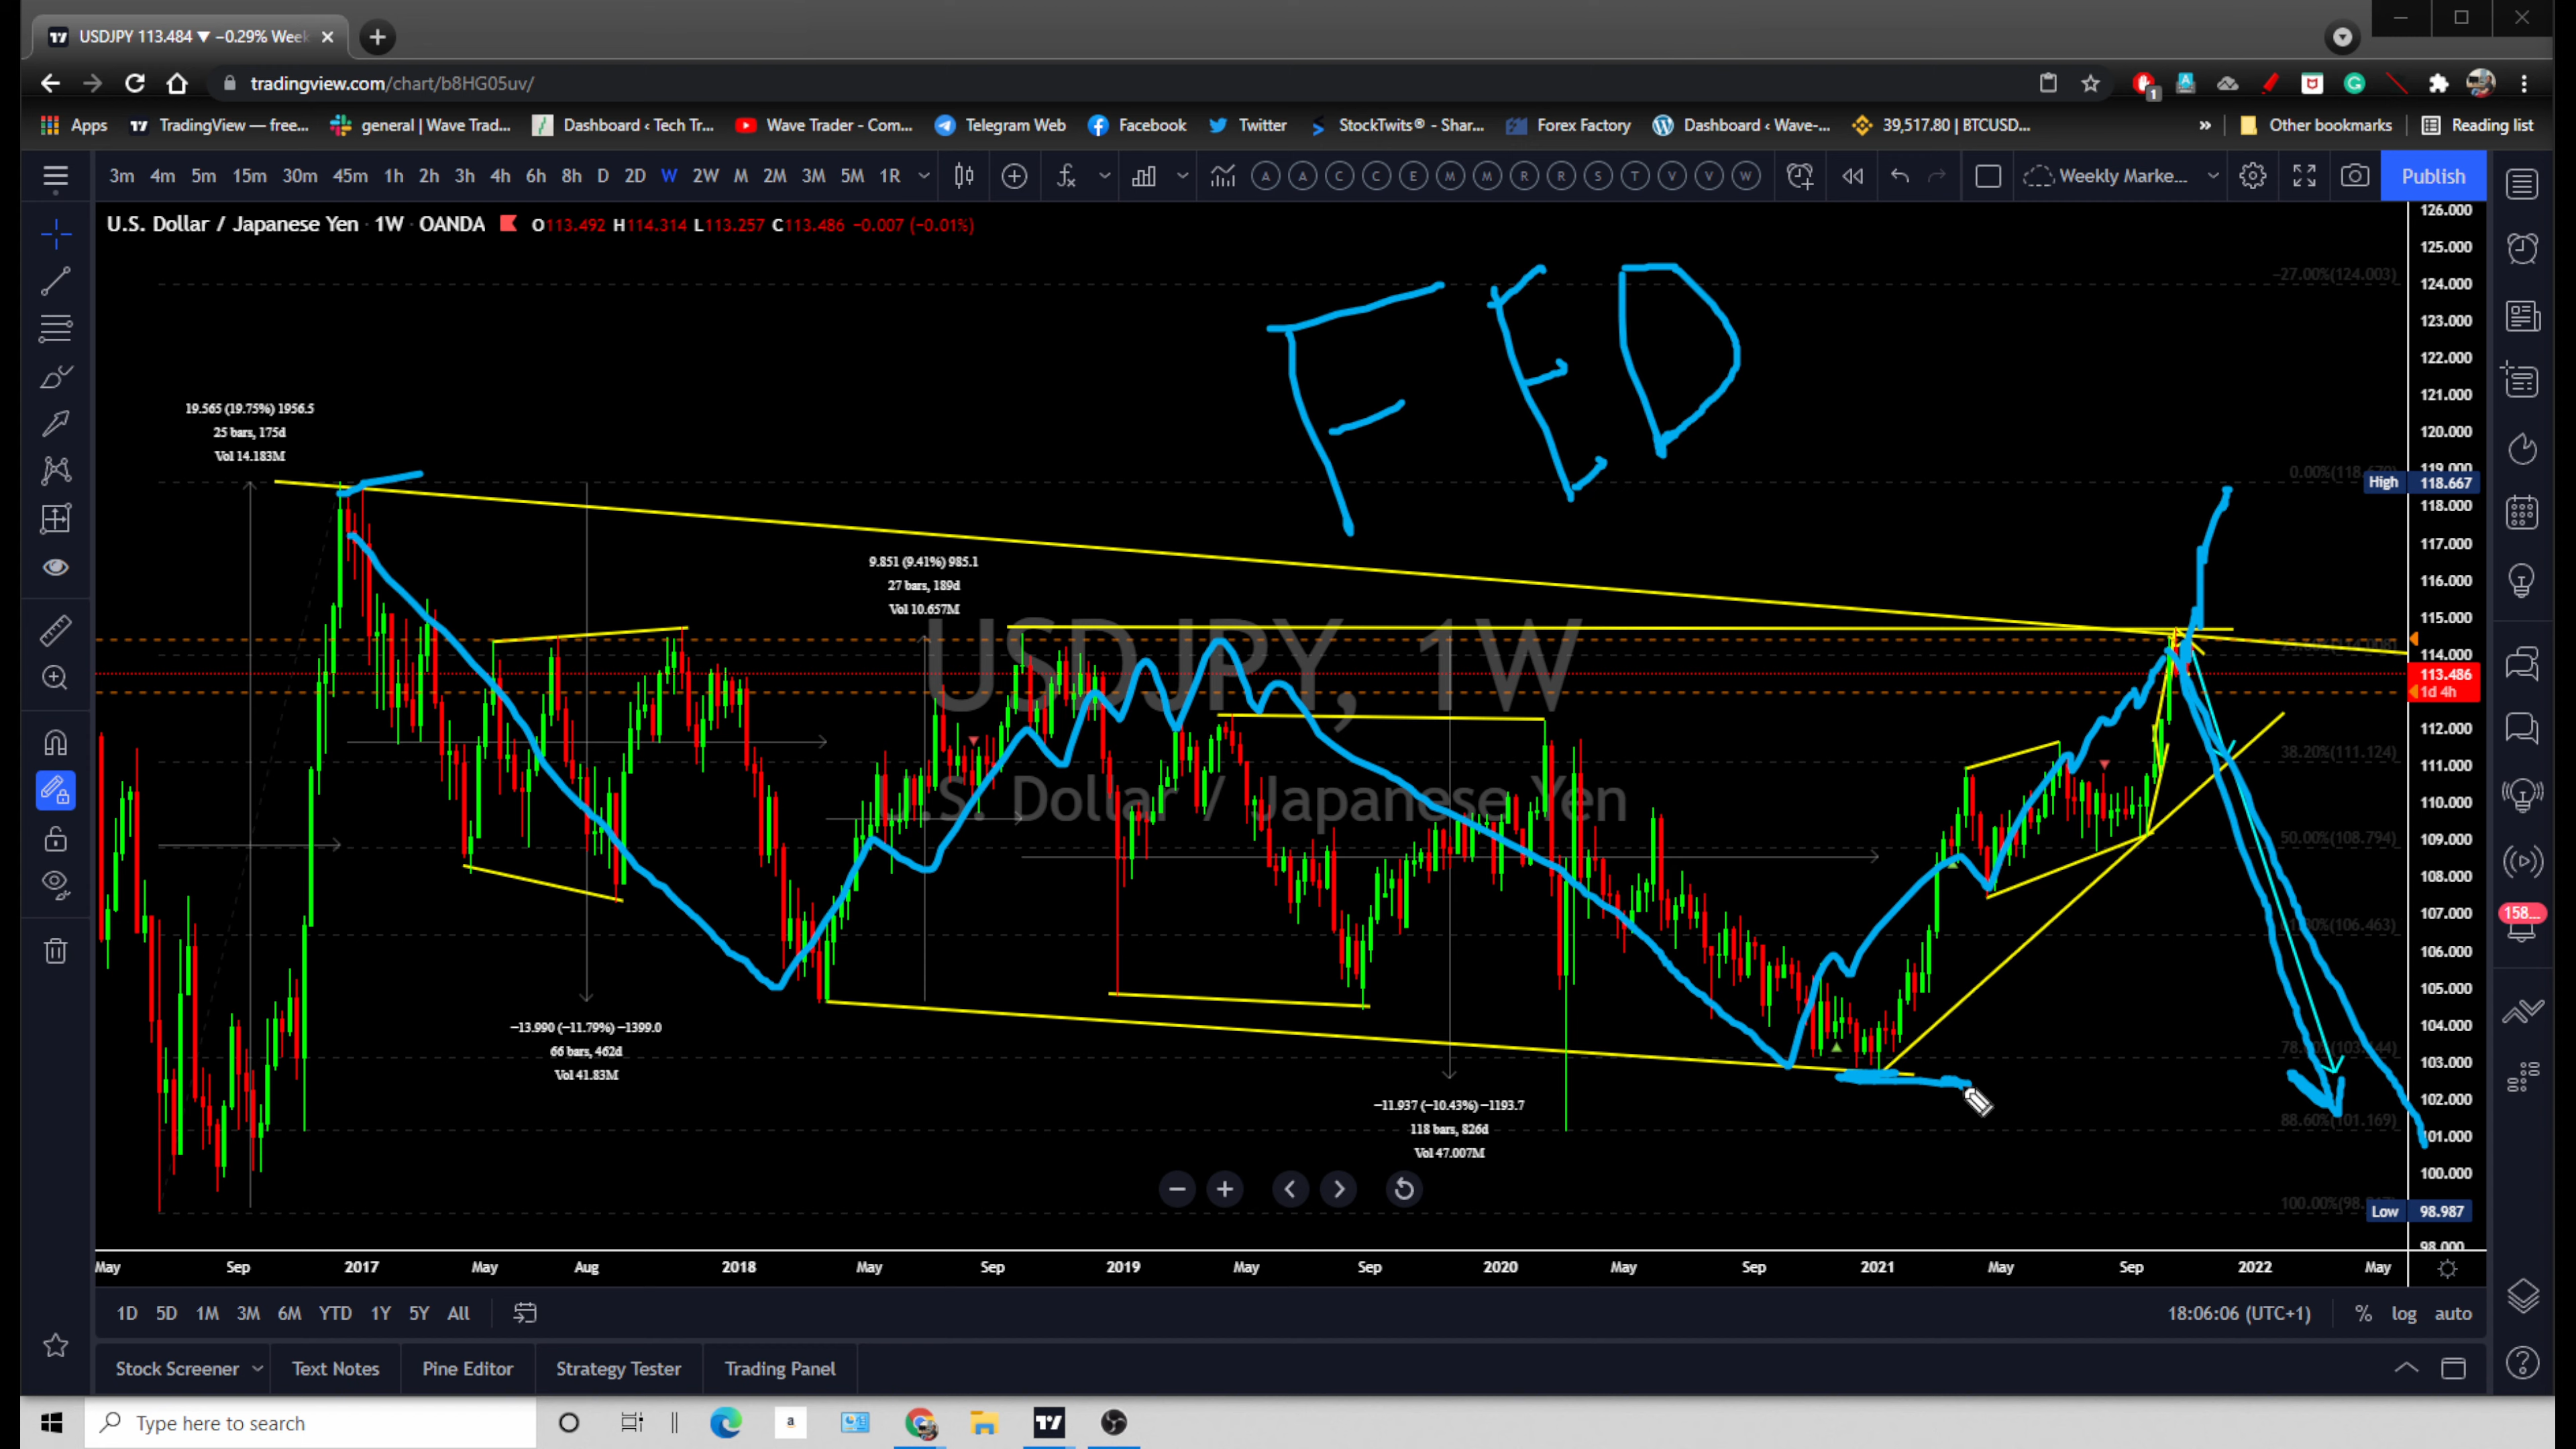 USDJPY 113.484 ▼ −0.29% Week
tradingview.com/chart/b8HG05uv/
1
Apps
TradingView — free...
general | Wave Trad...
Dashboard ‹ Tech Tr...
Wave Trader - Com...
Telegram Web
Facebook
Twitter
StockTwits® - Shar...
Forex Factory
Dashboard ‹ Wave-...
39,517.80 | BTCUSD...
»
Other bookmarks
Reading list
3m 4m 5m 15m 30m 45m 1h 2h 3h 4h 6h 8h D 2D W 2W M 2M 3M 5M 1R
A A C C E M M R R S T V V W
Weekly Marke...
Publish
U.S. Dollar / Japanese Yen · 1W · OANDA
O113.492 H114.314 L113.257 C113.486 −0.007 (−0.01%)
FED
19.565 (19.75%) 1956.5
25 bars, 175d
Vol 14.183M
9.851 (9.41%) 985.1
27 bars, 189d
Vol 10.657M
USDJPY, 1W
U.S. Dollar / Japanese Yen
−13.990 (−11.79%) −1399.0
66 bars, 462d
Vol 41.83M
−11.937 (−10.43%) −1193.7
118 bars, 826d
Vol 47.007M
−27.00%(124.003)
38.20%(111.124)
50.00%(108.794)
88.60%(101.169)
126.000
125.000
124.000
123.000
122.000
121.000
120.000
119.000
High 118.667
118.000
117.000
116.000
115.000
114.000
113.486
1d 4h
112.000
111.000
110.000
109.000
108.000
107.000
106.000
105.000
104.000
103.000
102.000
101.000
100.000
Low 98.987
98.000
158...
May Sep 2017 May Aug 2018 May Sep 2019 May Sep 2020 May Sep 2021 May Sep 2022 May
1D 5D 1M 3M 6M YTD 1Y 5Y All
18:06:06 (UTC+1) % log auto
Stock Screener
Text Notes
Pine Editor
Strategy Tester
Trading Panel
Type here to search